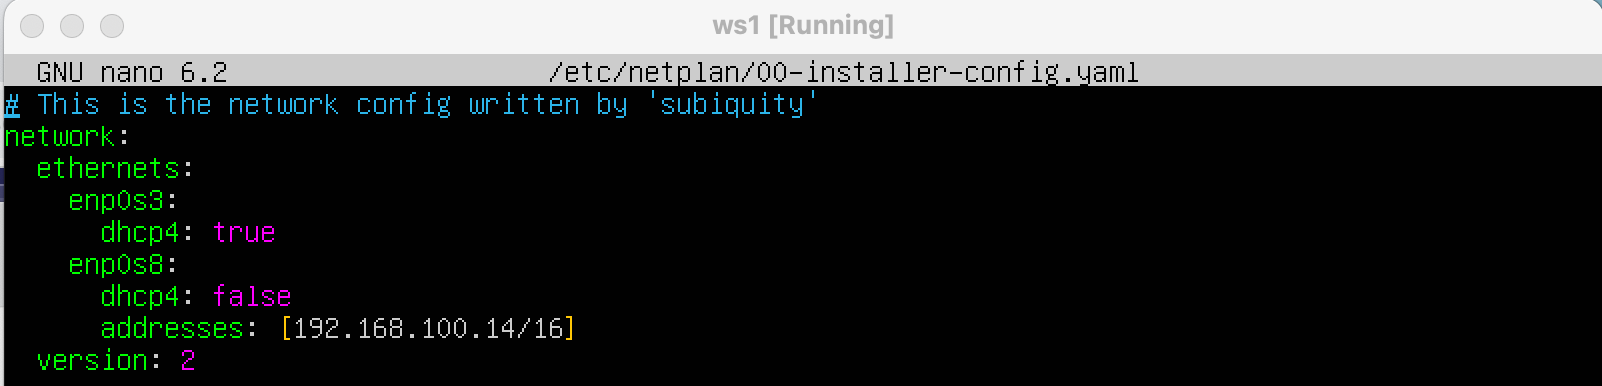 ws1 [Running]
GNU nano 6.2 /etc/netplan/00-installer-config.yaml
# This is the network config written by 'subiquity'
network:
  ethernets:
    enp0s3:
      dhcp4: true
    enp0s8:
      dhcp4: false
      addresses: [192.168.100.14/16]
  version: 2